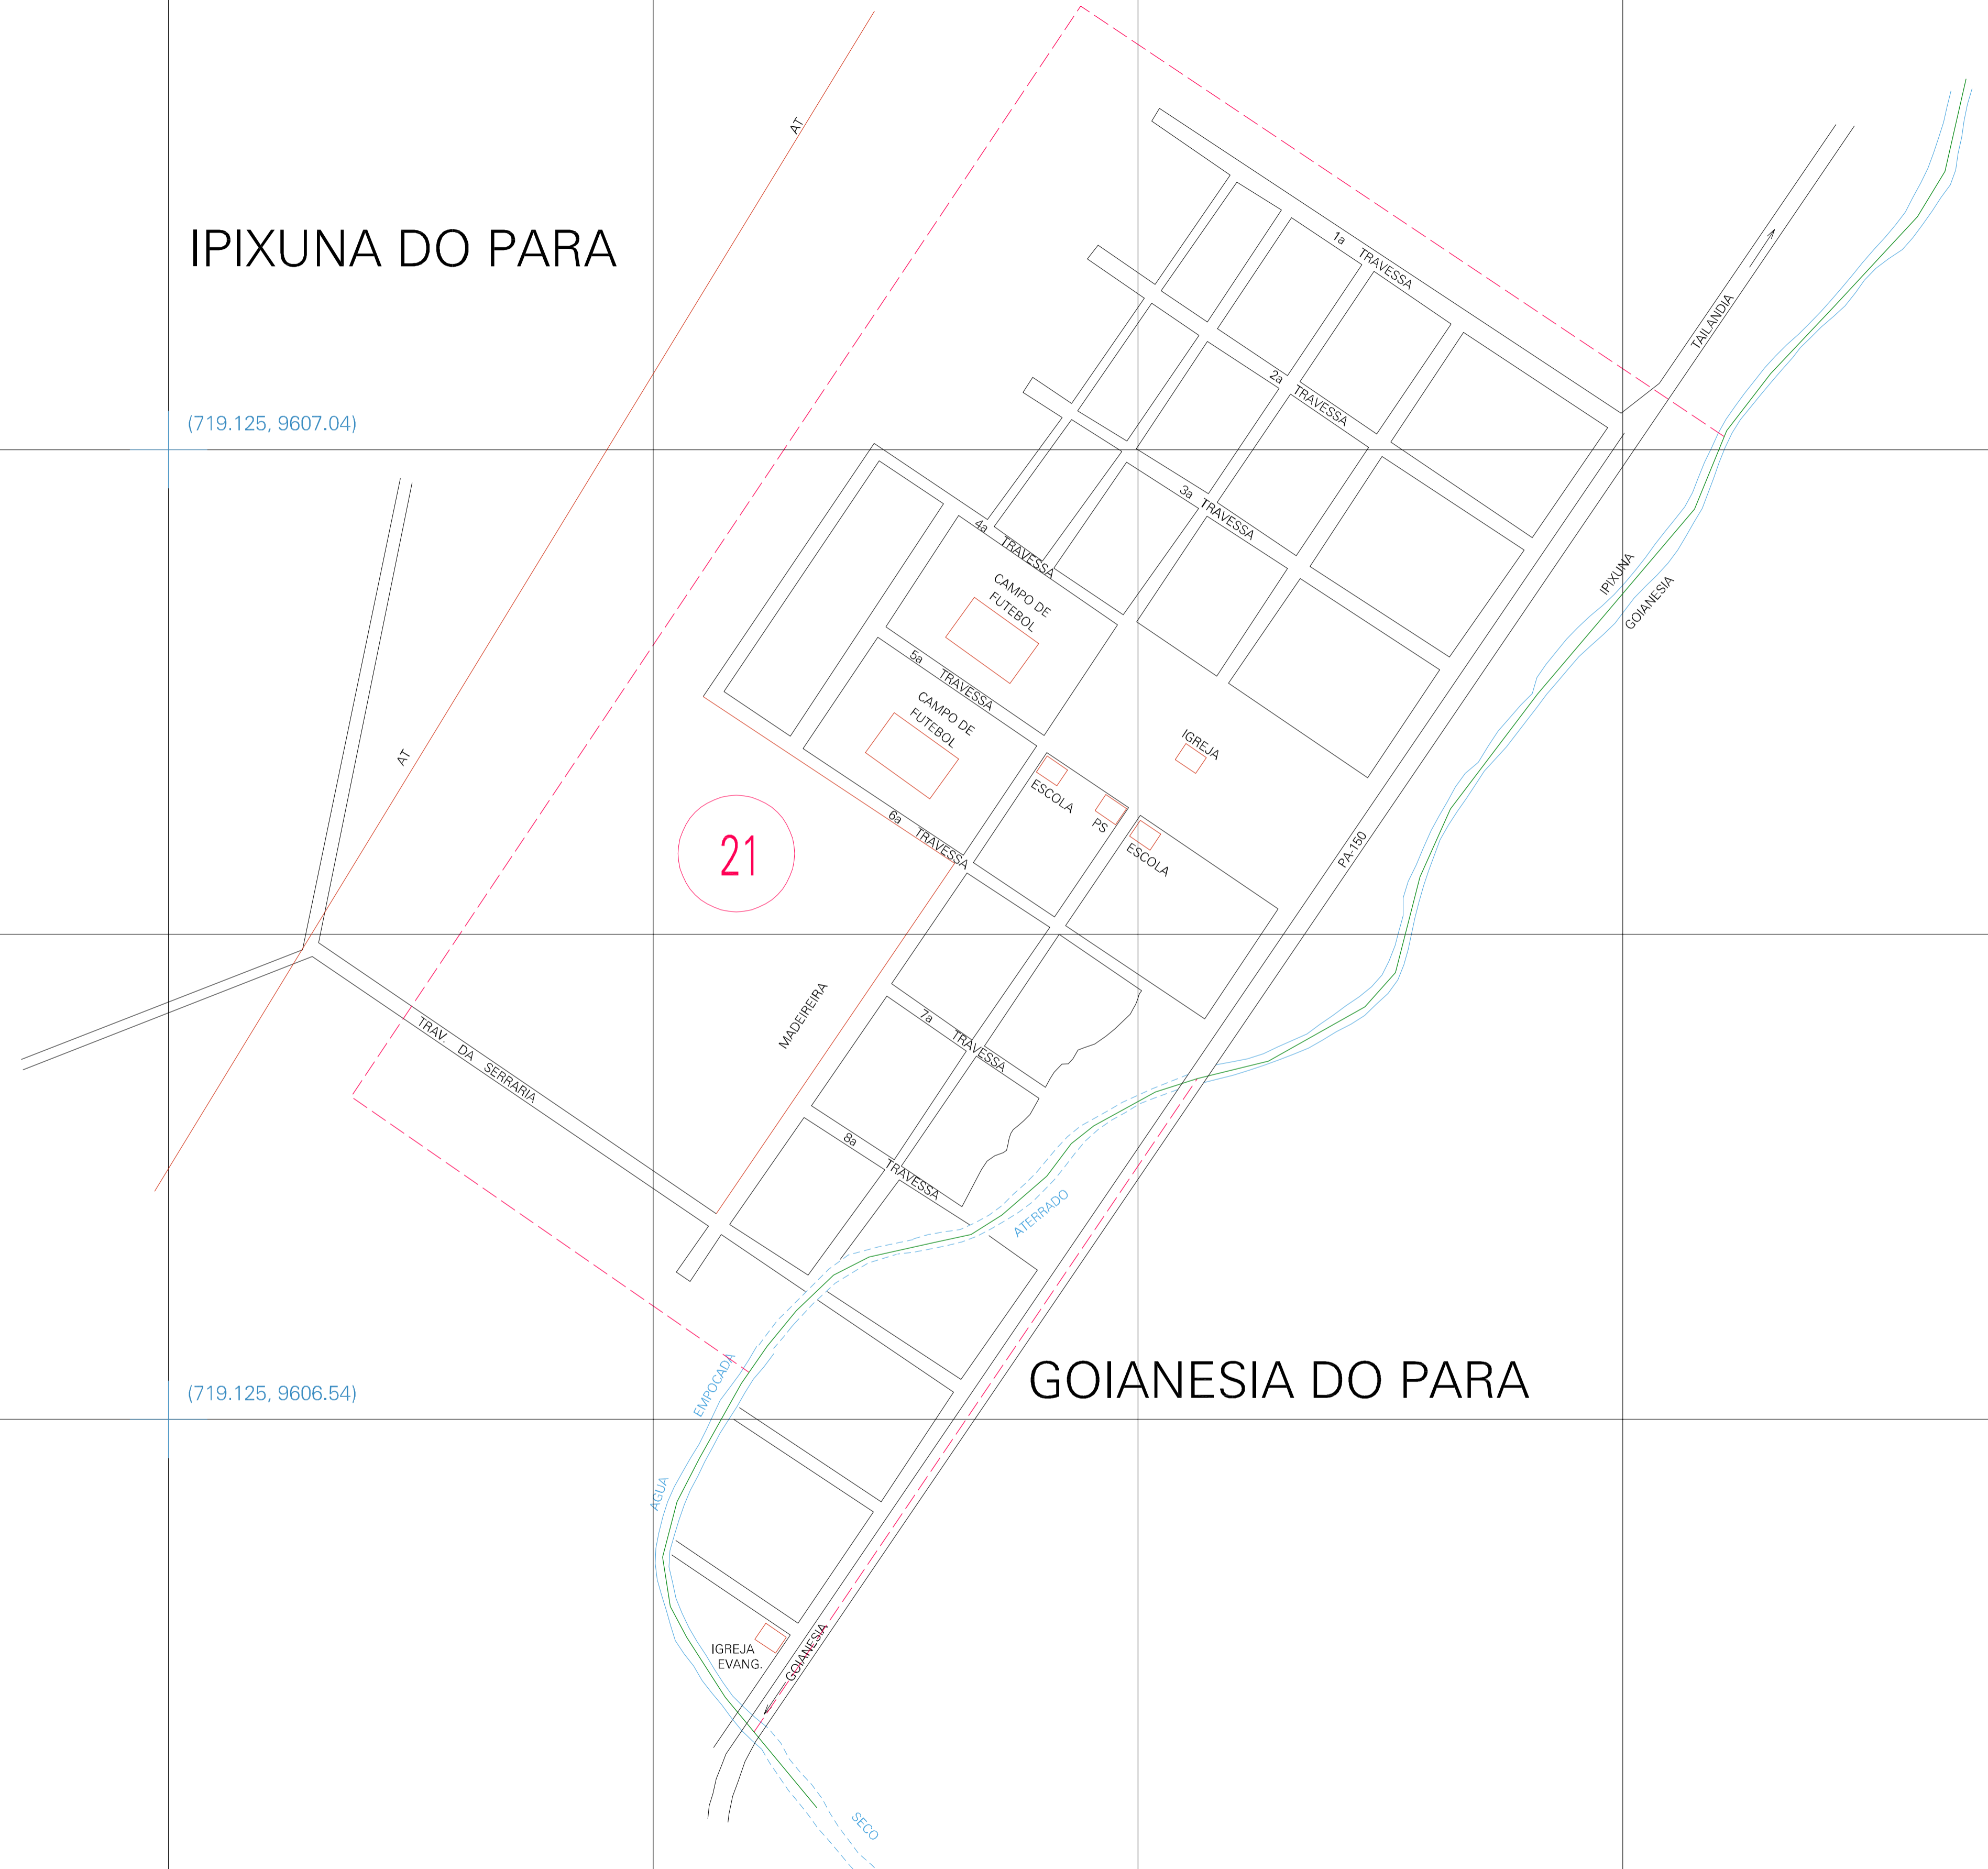 AT
IPIXUNA DO PARA
1a TRAVESSA
TAILANDIA
2a TRAVESSA
(719.125, 9607.04)
3a TRAVESSA
4a TRAVESSA
CAMPO DE
FUTEBOL
IPIXUNA
GOIANESIA
5a TRAVESSA
CAMPO DE
FUTEBOL
IGREJA
AT
ESCOLA
PS
ESCOLA
6a TRAVESSA
21
PA-150
MADEIREIRA
7a TRAVESSA
TRAV. DA SERRARIA
8a TRAVESSA
ATERRADO
GOIANESIA DO PARA
(719.125, 9606.54)
EMPOCADA
AGUA
IGREJA
EVANG.
GOIANESIA
SECO